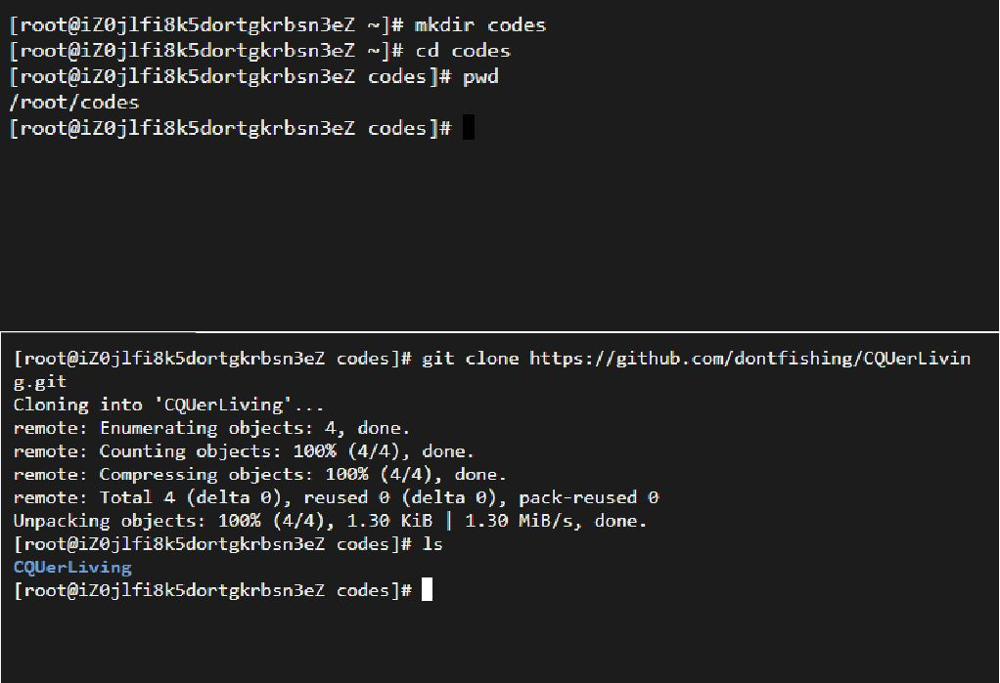 [root@iZ0jlfi8k5dortgkrbsn3eZ ~]# mkdir codes
[root@iZ0jlfi8k5dortgkrbsn3eZ ~]# cd codes
[root@iZ0jlfi8k5dortgkrbsn3eZ codes]# pwd
/root/codes
[root@iZ0jlfi8k5dortgkrbsn3eZ codes]#
[root@iZ0jlfi8k5dortgkrbsn3eZ codes]# git clone https://github.com/dontfishing/CQUerLivin
g.git
Cloning into 'CQUerLiving'...
remote: Enumerating objects: 4, done.
remote: Counting objects: 100% (4/4), done.
remote: Compressing objects: 100% (4/4), done.
remote: Total 4 (delta 0), reused 0 (delta 0), pack-reused 0
Unpacking objects: 100% (4/4), 1.30 KiB | 1.30 MiB/s, done.
[root@iZ0jlfi8k5dortgkrbsn3eZ codes]# ls
CQUerLiving
[root@iZ0jlfi8k5dortgkrbsn3eZ codes]#